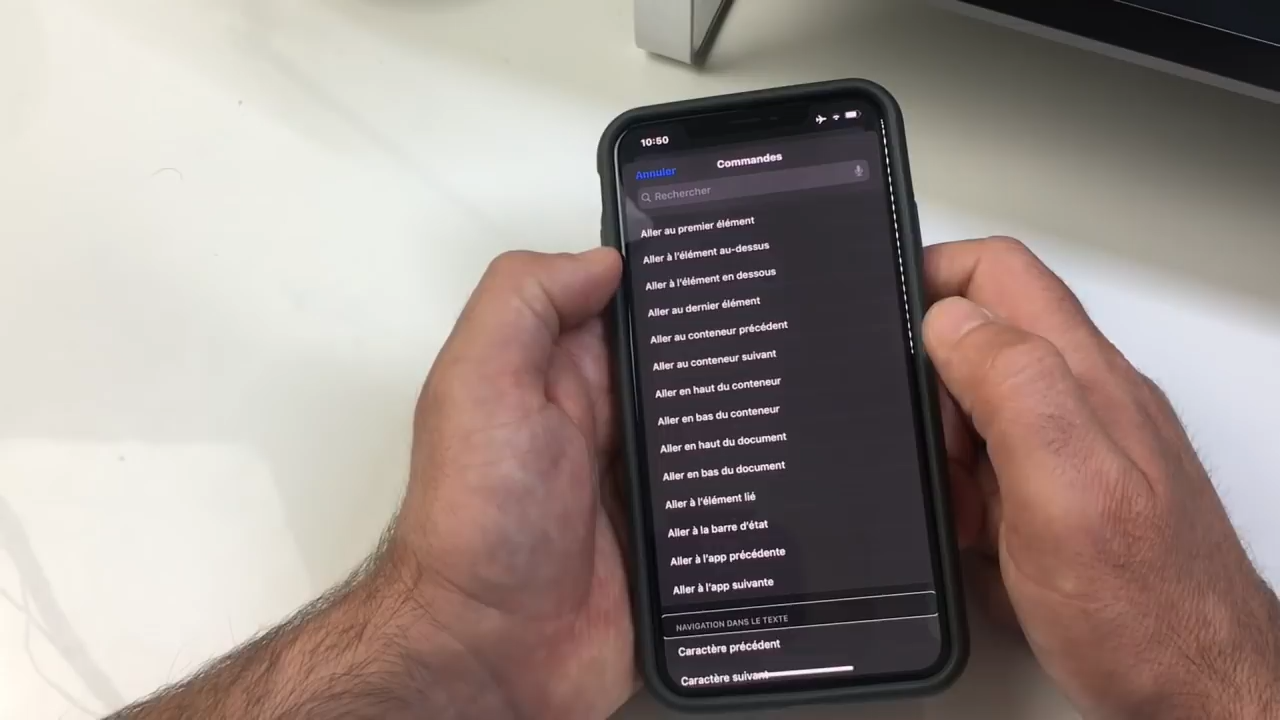 10:50
Annuler
Commandes
Rechercher
Aller au premier élément
Aller à l'élément au-dessus
Aller à l'élément en dessous
Aller au dernier élément
Aller au conteneur précédent
Aller au conteneur suivant
Aller en haut du conteneur
Aller en bas du conteneur
Aller en haut du document
Aller en bas du document
Aller à l'élément lié
Aller à la barre d'état
Aller à l'app précédente
Aller à l'app suivante
NAVIGATION DANS LE TEXTE
Caractère précédent
Caractère suivant